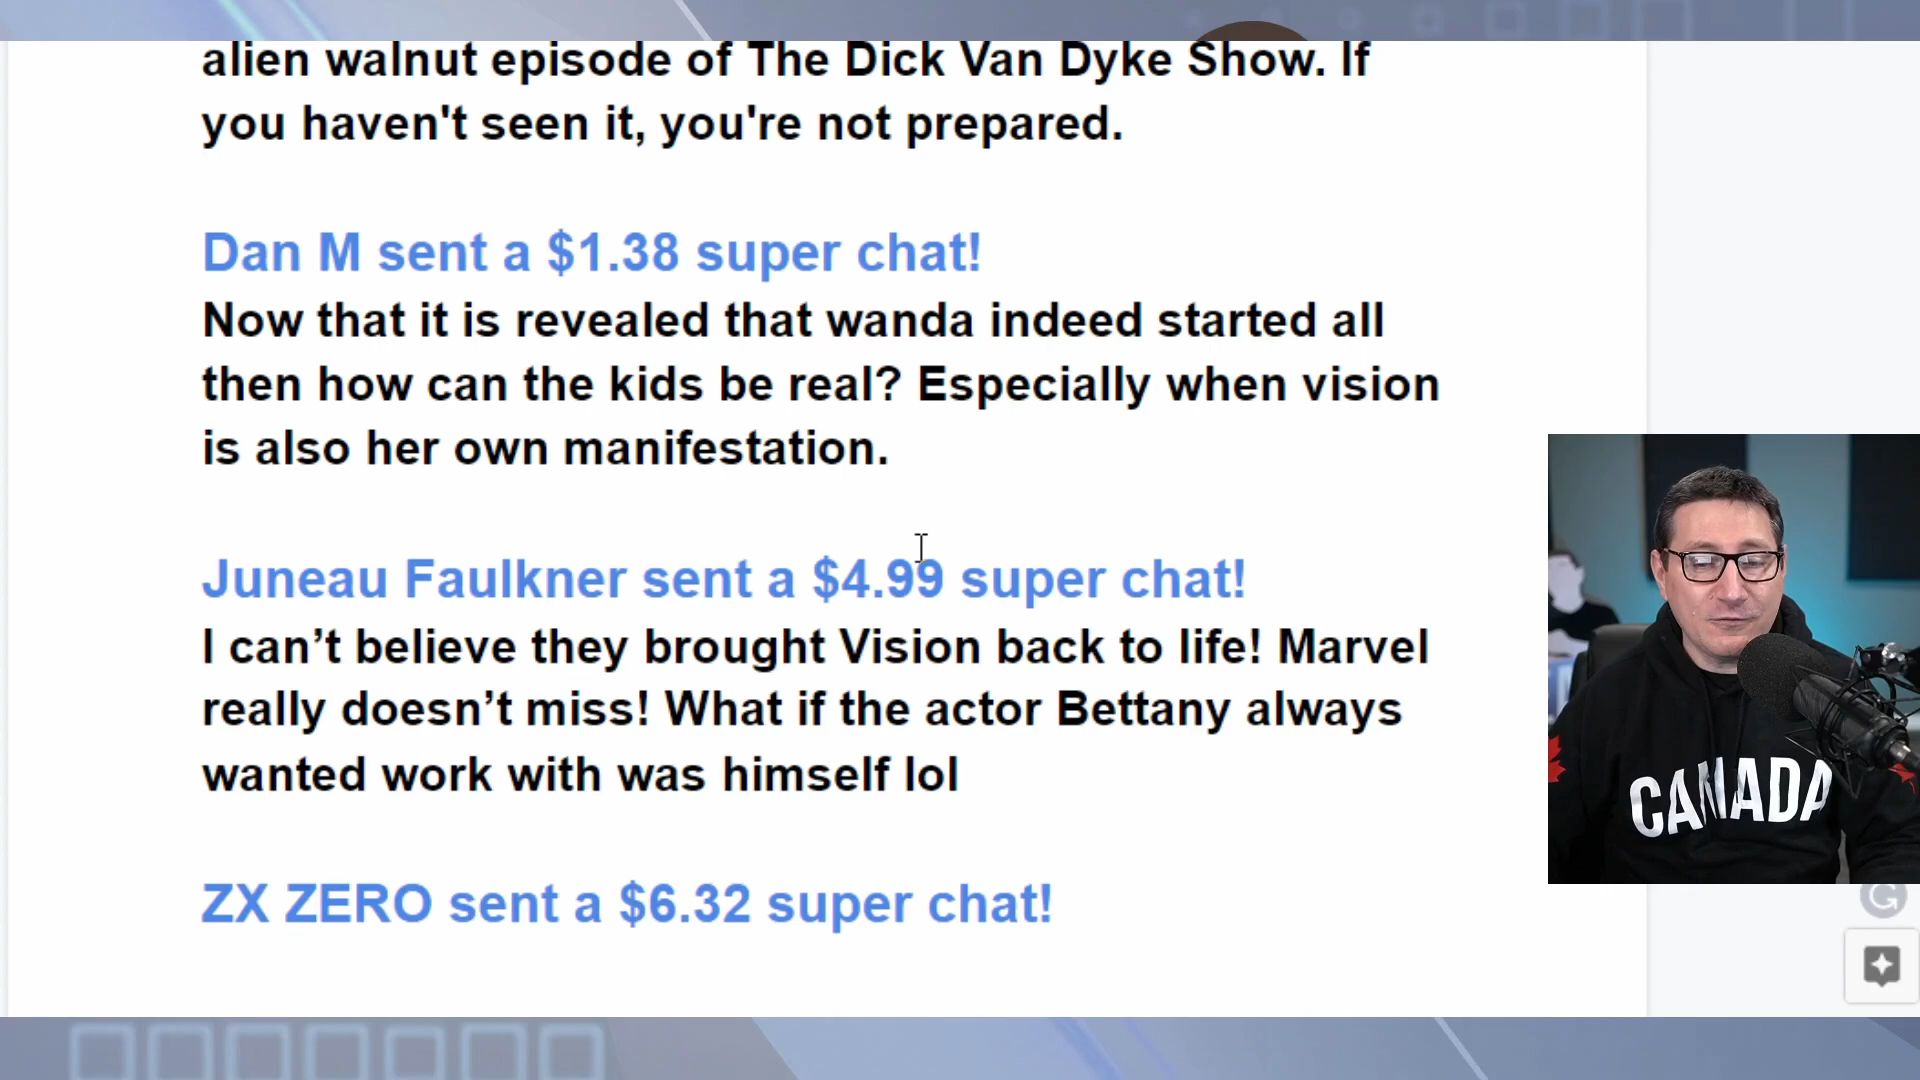 alien walnut episode of The Dick Van Dyke Show. If
you haven't seen it, you're not prepared.
Dan M sent a $1.38 super chat!
Now that it is revealed that wanda indeed started all
then how can the kids be real? Especially when vision
is also her own manifestation.
Juneau Faulkner sent a $4.99 super chat!
I can’t believe they brought Vision back to life! Marvel
really doesn’t miss! What if the actor Bettany always
wanted work with was himself lol
ZX ZERO sent a $6.32 super chat!
CANADA